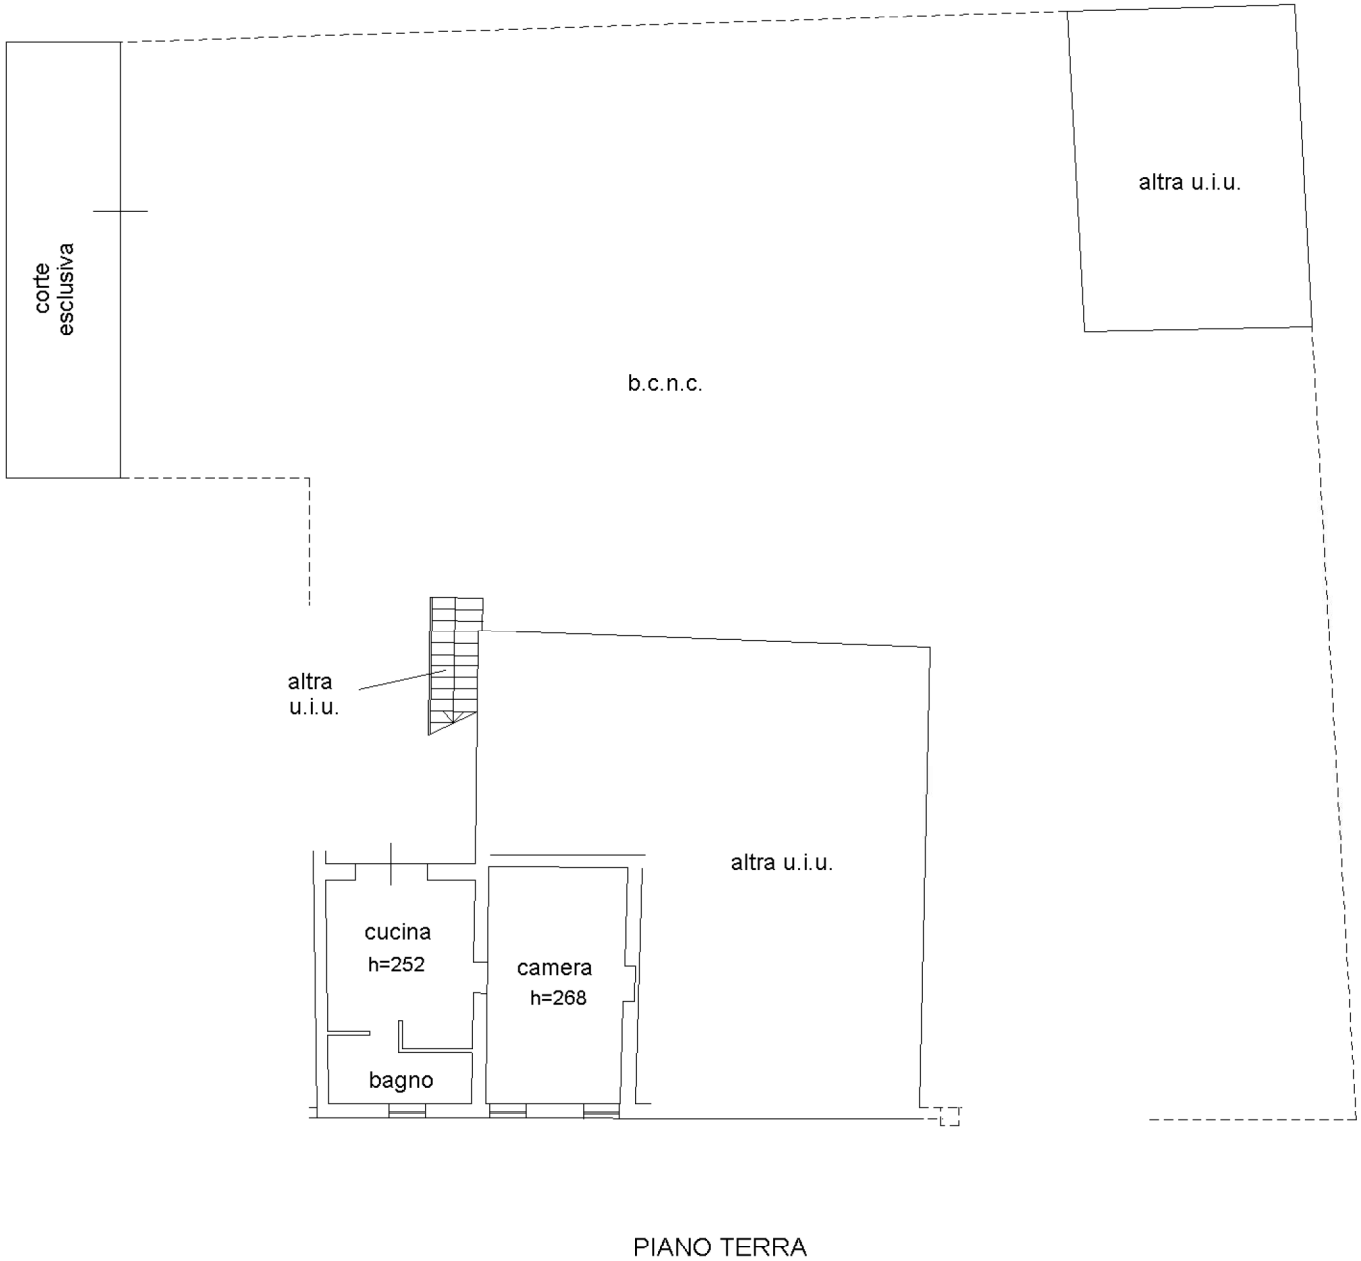 altra u.i.u.
corte
esclusiva
b.c.n.c.
altra
u.i.u.
altra u.i.u.
cucina
h=252
camera
h=268
bagno
PIANO TERRA